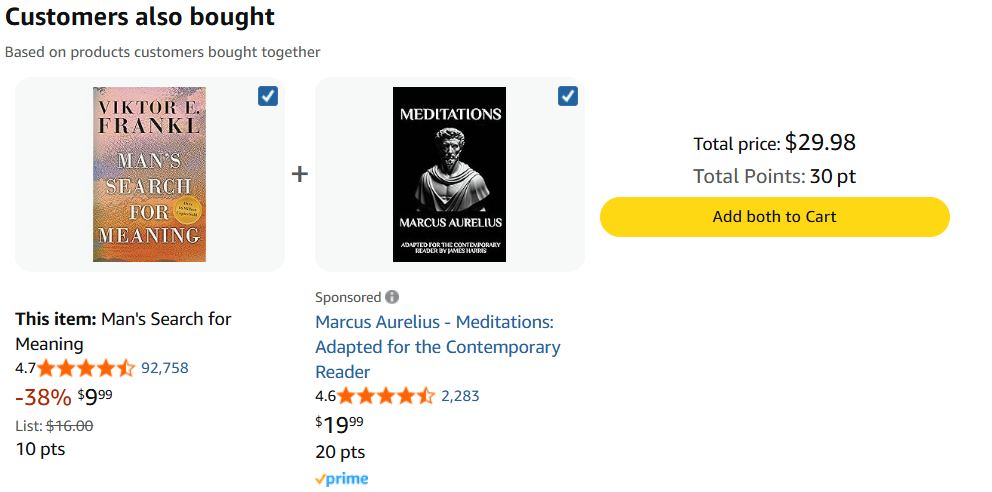 Customers also bought
Based on products customers bought together
VIKTOR E.
FRANKL
MAN'S
SEARCH
FOR
MEANING
+
MEDITATIONS
MARCUS AURELIUS
ADAPTED FOR THE CONTEMPORARY
READER BY JAMES HARRIS
Total price: $29.98
Total Points: 30 pt
Add both to Cart
This item: Man's Search for
Meaning
4.7 92,758
-38% $999
List: $16.00
10 pts
Sponsored
Marcus Aurelius - Meditations:
Adapted for the Contemporary
Reader
4.6 2,283
$1999
20 pts
prime